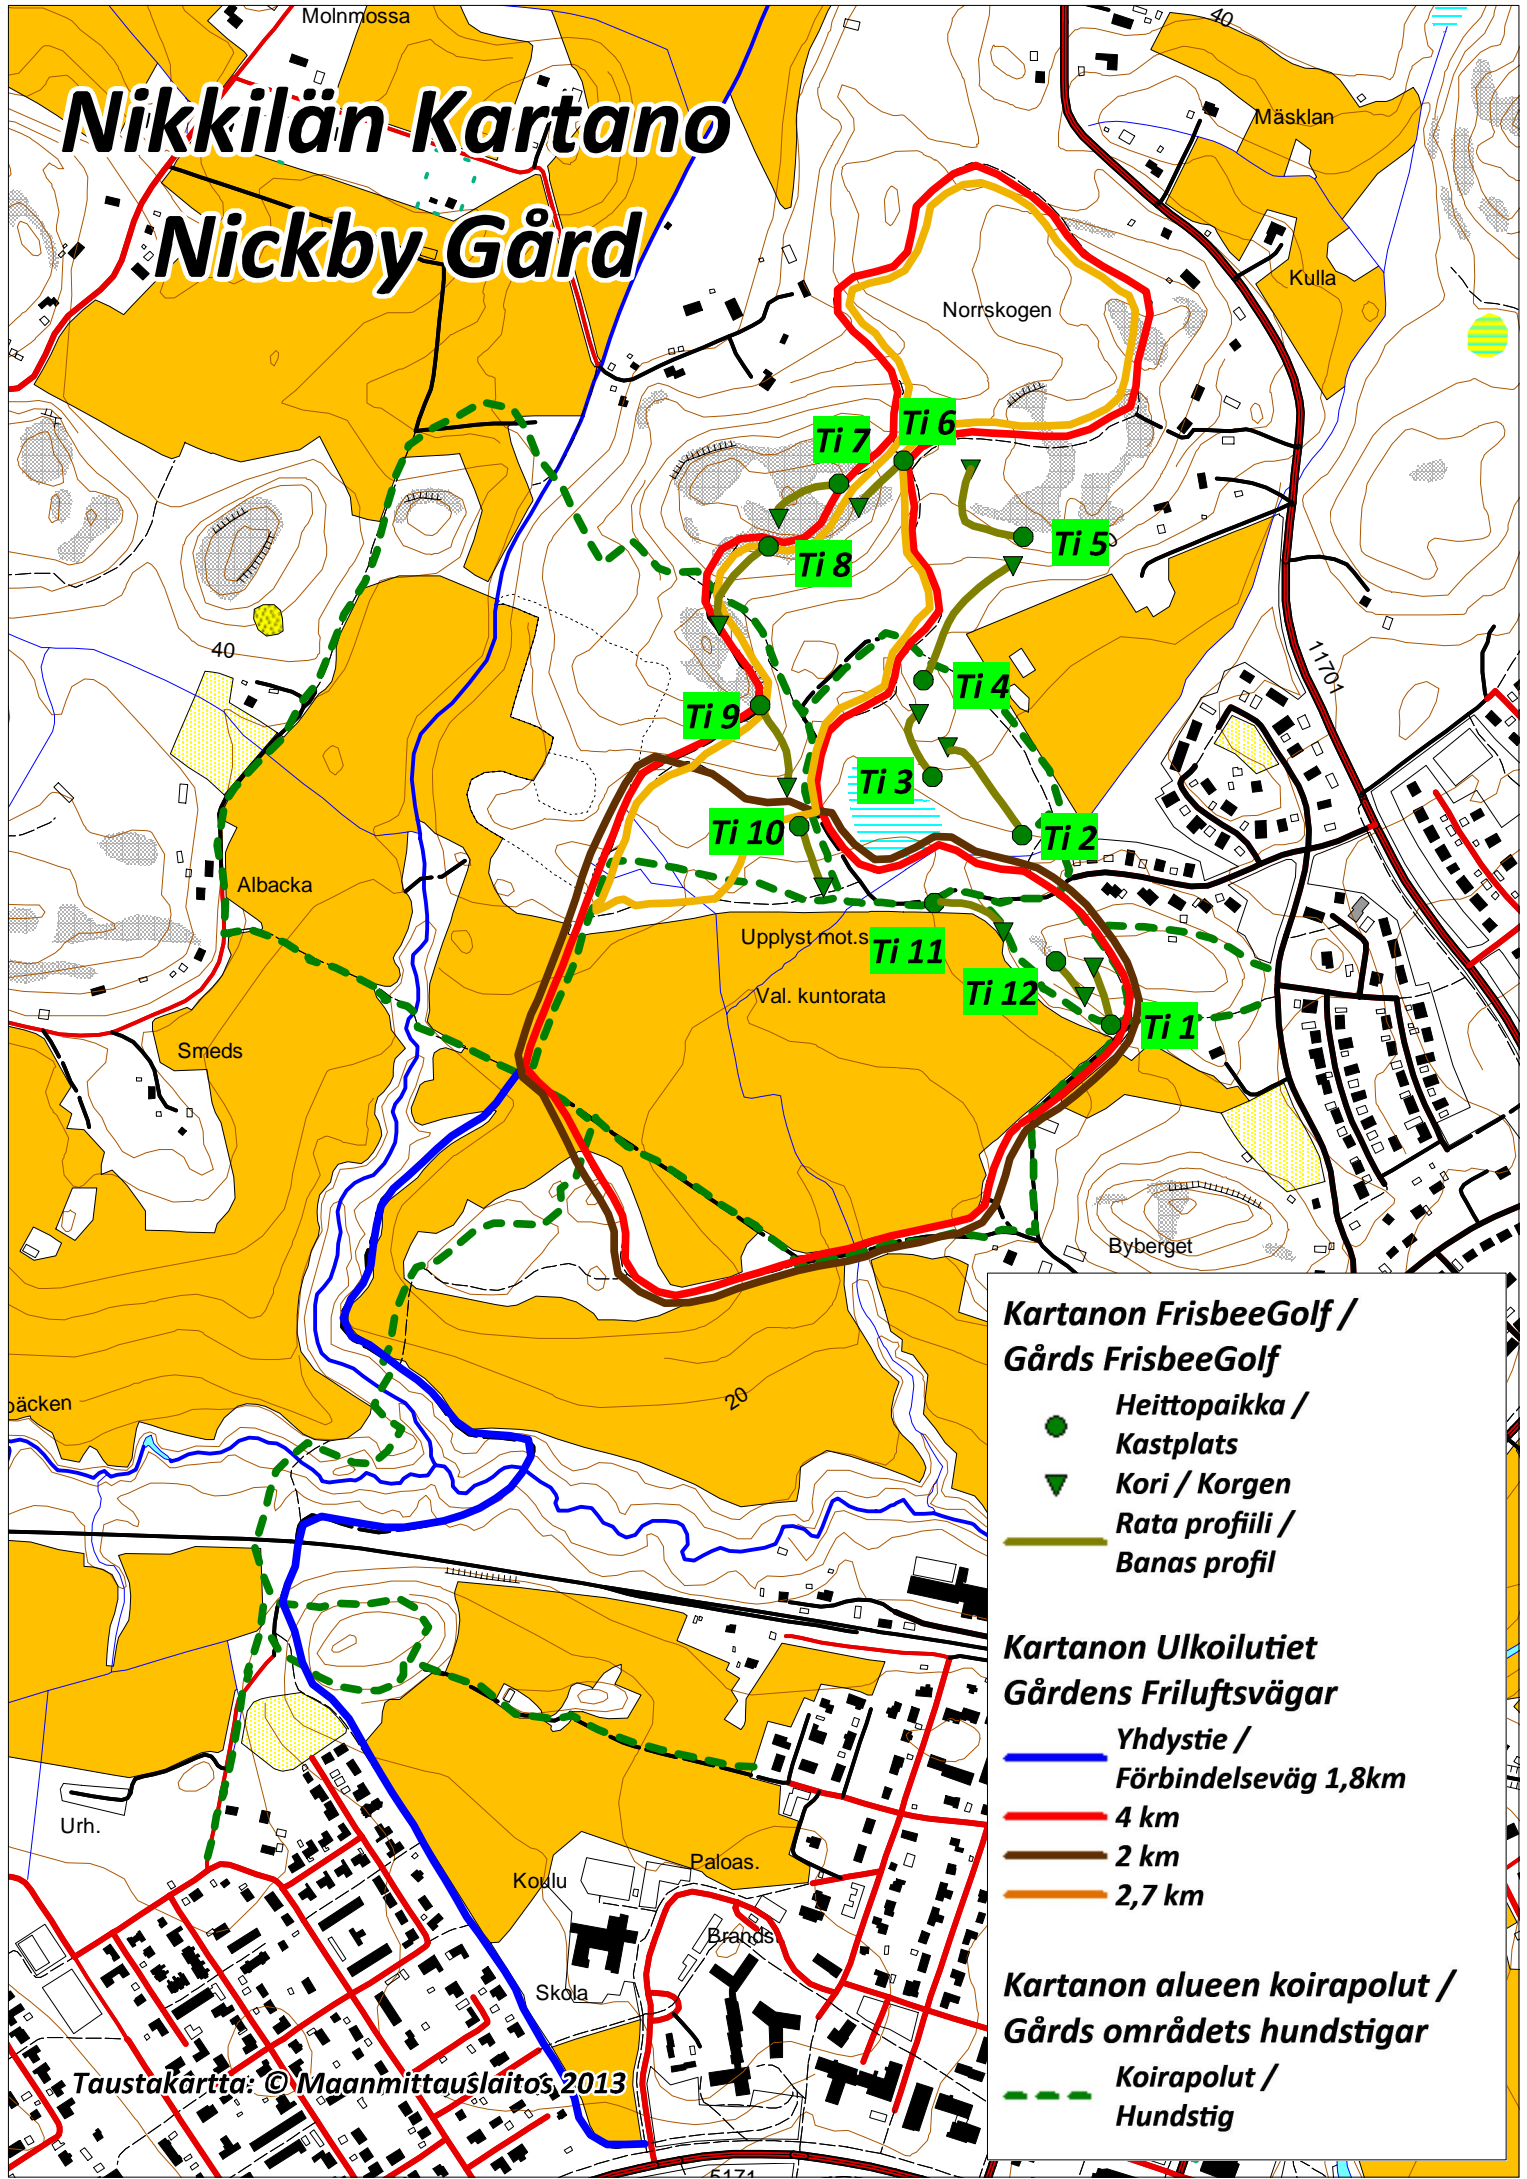 Molnmossa
40
Nikkilän Kartano
Mäsklan
Nickby Gård
Kulla
Norrskogen
Ti 6
Ti 7
Ti 5
Ti 8
40
11701
Ti 4
Ti 9
Ti 3
Ti 10
Ti 2
Albacka
Upplyst mot.s
Ti 11
Val. kuntorata
Ti 12
Ti 1
Smeds
Byberget
20
bäcken
Kartanon FrisbeeGolf /
Gårds FrisbeeGolf
Heittopaikka /
Kastplats
Kori / Korgen
Rata profiili /
Banas profil
Kartanon Ulkoilutiet
Gårdens Friluftsvägar
Yhdystie /
Förbindelseväg 1,8km
4 km
2 km
2,7 km
Kartanon alueen koirapolut /
Gårds områdets hundstigar
Koirapolut /
Hundstig
Urh.
Koulu
Paloas.
Brands.
Skola
Taustakartta: © Maanmittauslaitos 2013
5171